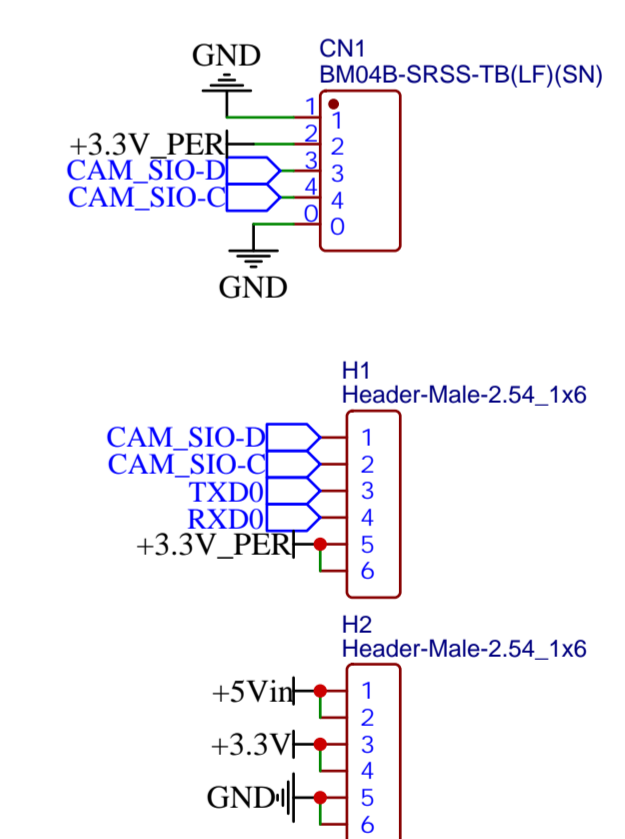 GND
CN1
BM04B-SRSS-TB(LF)(SN)
1 1
+3.3V_PER 2 2
CAM_SIO-D 3 3
CAM_SIO-C 4 4
0 0
GND
H1
Header-Male-2.54_1x6
CAM_SIO-D 1
CAM_SIO-C 2
TXD0 3
RXD0 4
+3.3V_PER 5
6
H2
Header-Male-2.54_1x6
+5Vin 1
2
+3.3V 3
4
GND 5
6